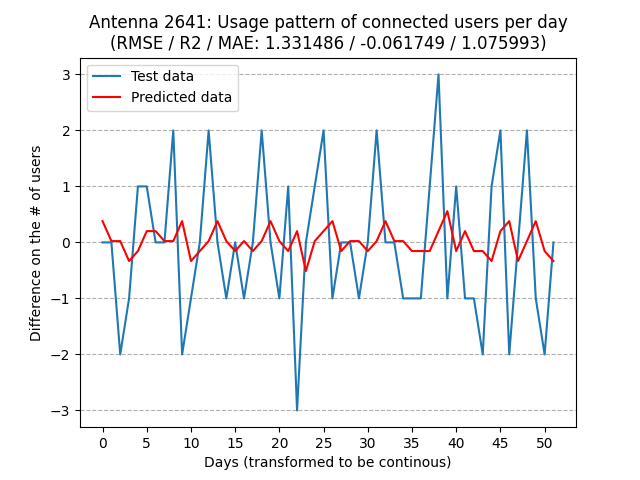 Antenna 2641: Usage pattern of connected users per day
(RMSE / R2 / MAE: 1.331486 / -0.061749 / 1.075993)
Test data
Predicted data
Difference on the # of users
3
2
1
0
−1
−2
−3
0 5 10 15 20 25 30 35 40 45 50
Days (transformed to be continous)